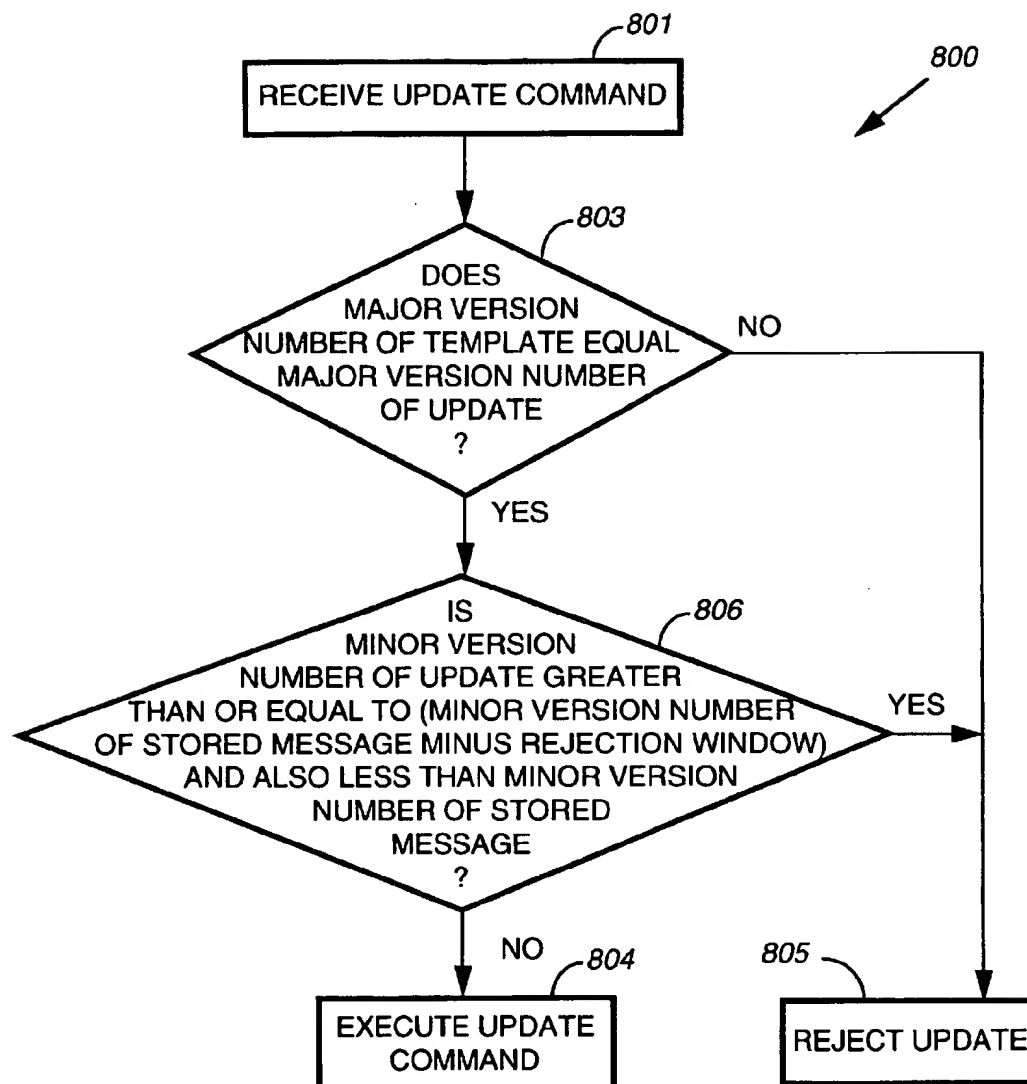 801
800
RECEIVE UPDATE COMMAND
803
DOES
MAJOR VERSION
NUMBER OF TEMPLATE EQUAL
MAJOR VERSION NUMBER
OF UPDATE
?
NO
YES
806
IS
MINOR VERSION
NUMBER OF UPDATE GREATER
THAN OR EQUAL TO (MINOR VERSION NUMBER
OF STORED MESSAGE MINUS REJECTION WINDOW)
AND ALSO LESS THAN MINOR VERSION
NUMBER OF STORED
MESSAGE
?
YES
NO
804
805
EXECUTE UPDATE
COMMAND
REJECT UPDATE